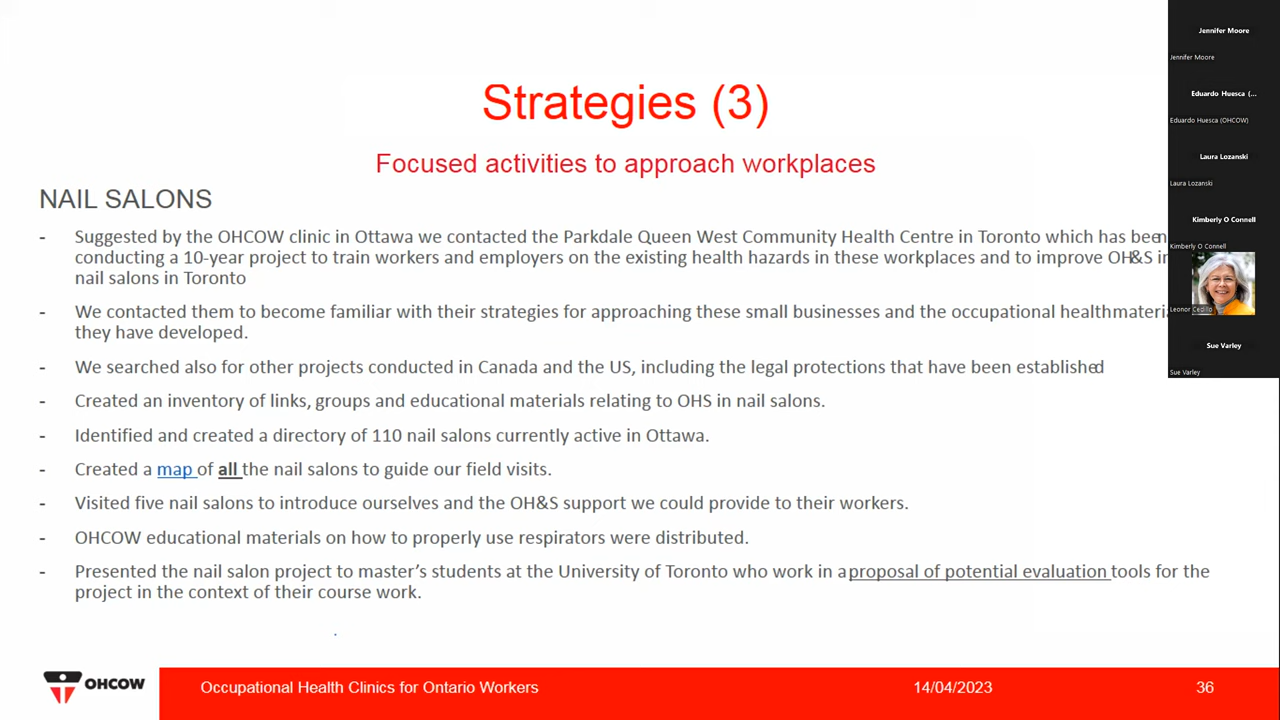 Strategies (3)
Focused activities to approach workplaces
NAIL SALONS
- Suggested by the OHCOW clinic in Ottawa we contacted the Parkdale Queen West Community Health Centre in Toronto which has been
conducting a 10-year project to train workers and employers on the existing health hazards in these workplaces and to improve OH&S in
nail salons in Toronto
- We contacted them to become familiar with their strategies for approaching these small businesses and the occupational health
they have developed.
- We searched also for other projects conducted in Canada and the US, including the legal protections that have been established
- Created an inventory of links, groups and educational materials relating to OHS in nail salons.
- Identified and created a directory of 110 nail salons currently active in Ottawa.
- Created a map of all the nail salons to guide our field visits.
- Visited five nail salons to introduce ourselves and the OH&S support we could provide to their workers.
- OHCOW educational materials on how to properly use respirators were distributed.
- Presented the nail salon project to master's students at the University of Toronto who work in a proposal of potential evaluation tools for the
project in the context of their course work.
OHCOW
Occupational Health Clinics for Ontario Workers
14/04/2023
36
Jennifer Moore
Jennifer Moore
Eduardo Huesca (...
Eduardo Huesca (OHCOW)
Laura Lozanski
Laura Lozanski
Kimberly O Connell
Kimberly O Connell
Leonor Cedillo
Sue Varley
Sue Varley